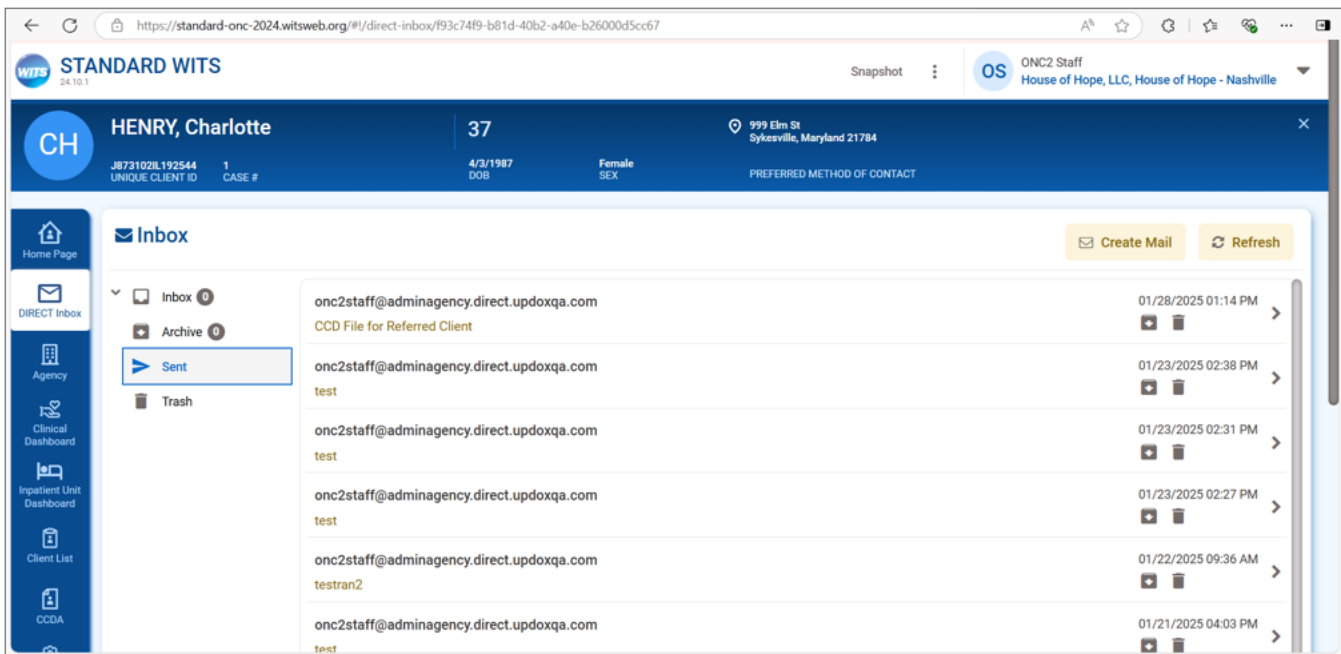 https://standard-onc-2024.witsweb.org/#!/direct-inbox/f93c74f9-b81d-40b2-a40e-b26000d5cc67
WITS
STANDARD WITS
24.10.1
Snapshot
OS
ONC2 Staff
House of Hope, LLC, House of Hope - Nashville
CH
HENRY, Charlotte
37
999 Elm St
Sykesville, Maryland 21784
J873102IL192544 1
UNIQUE CLIENT ID CASE #
4/3/1987
DOB
Female
SEX
PREFERRED METHOD OF CONTACT
Home Page
DIRECT Inbox
Agency
Clinical
Dashboard
Inpatient Unit
Dashboard
Client List
CCDA
Inbox
Create Mail
Refresh
Inbox 0
Archive 0
Sent
Trash
onc2staff@adminagency.direct.updoxqa.com 01/28/2025 01:14 PM
CCD File for Referred Client
onc2staff@adminagency.direct.updoxqa.com 01/23/2025 02:38 PM
test
onc2staff@adminagency.direct.updoxqa.com 01/23/2025 02:31 PM
test
onc2staff@adminagency.direct.updoxqa.com 01/23/2025 02:27 PM
test
onc2staff@adminagency.direct.updoxqa.com 01/22/2025 09:36 AM
testran2
onc2staff@adminagency.direct.updoxqa.com 01/21/2025 04:03 PM
test